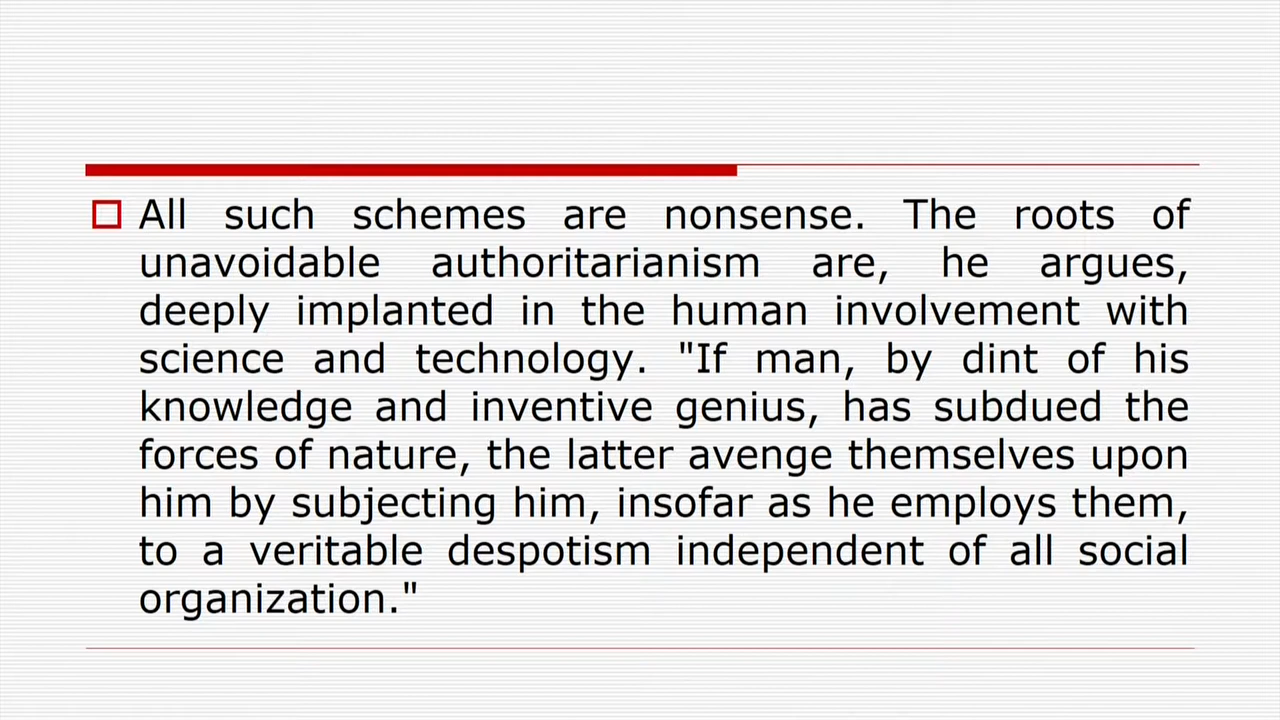 All such schemes are nonsense. The roots of
unavoidable authoritarianism are, he argues,
deeply implanted in the human involvement with
science and technology. "If man, by dint of his
knowledge and inventive genius, has subdued the
forces of nature, the latter avenge themselves upon
him by subjecting him, insofar as he employs them,
to a veritable despotism independent of all social
organization."